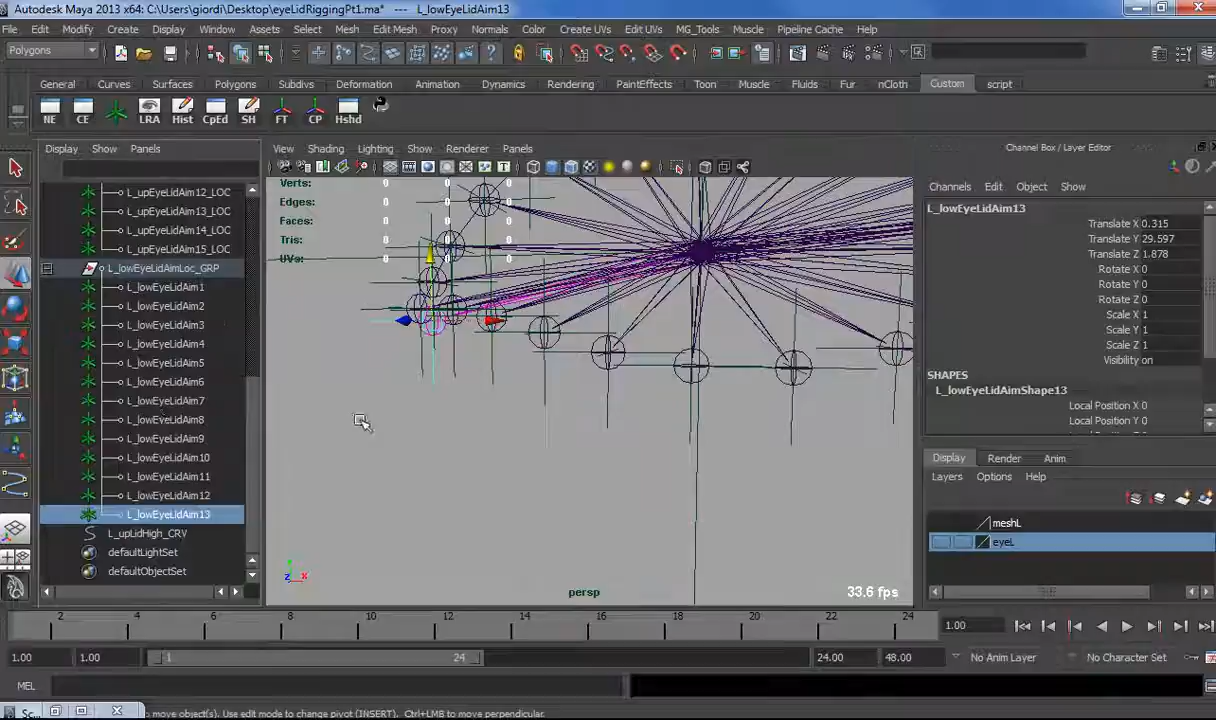 Autodesk Maya 2013 x64: C:\Users\giordi\Desktop\eyeLidRiggingPt1.ma* --- L_lowEyeLidAim13
File Edit Modify Create Display Window Assets Select Mesh Edit Mesh Proxy Normals Color Create UVs Edit UVs MG_Tools Muscle Pipeline Cache Help
Polygons
General Curves Surfaces Polygons Subdivs Deformation Animation Dynamics Rendering PaintEffects Toon Muscle Fluids Fur nCloth Custom script
NE CE LRA Hist CpEd SH FT CP Hshd
Display Show Panels
View Shading Lighting Show Renderer Panels
Channel Box / Layer Editor
Channels Edit Object Show
L_upEyeLidAim12_LOC
L_upEyeLidAim13_LOC
L_upEyeLidAim14_LOC
L_upEyeLidAim15_LOC
L_lowEyeLidAimLoc_GRP
L_lowEyeLidAim1
L_lowEyeLidAim2
L_lowEyeLidAim3
L_lowEyeLidAim4
L_lowEyeLidAim5
L_lowEyeLidAim6
L_lowEyeLidAim7
L_lowEyeLidAim8
L_lowEyeLidAim9
L_lowEyeLidAim10
L_lowEyeLidAim11
L_lowEyeLidAim12
L_lowEyeLidAim13
L_upLidHigh_CRV
defaultLightSet
defaultObjectSet
Verts: 0 0 0
Edges: 0 0 0
Faces: 0 0 0
Tris: 0 0 0
UVs: 0 0 0
z x
persp
33.6 fps
L_lowEyeLidAim13
Translate X 0.315
Translate Y 29.597
Translate Z 1.878
Rotate X 0
Rotate Y 0
Rotate Z 0
Scale X 1
Scale Y 1
Scale Z 1
Visibility on
SHAPES
L_lowEyeLidAimShape13
Local Position X 0
Local Position Y 0
Display Render Anim
Layers Options Help
meshL
eyeL
2 4 6 8 10 12 14 16 18 20 22 24
1.00
1.00 1.00 1 24 24.00 48.00 No Anim Layer No Character Set
MEL
Sc... to move object(s). Use edit mode to change pivot (INSERT). Ctrl+LMB to move perpendicular.